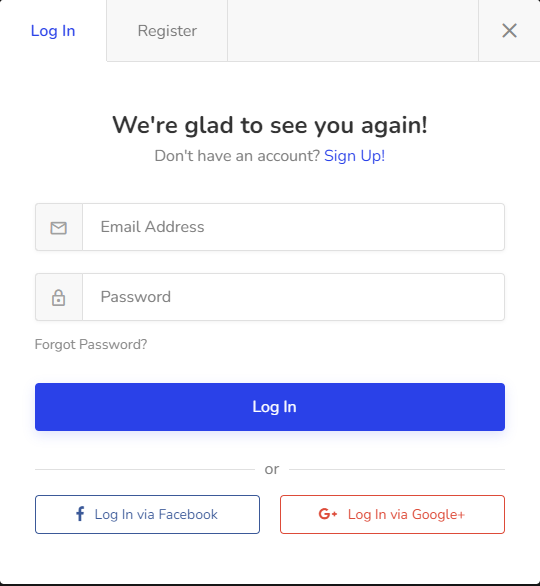 Log In
Register
We're glad to see you again!
Don't have an account? Sign Up!
Email Address
Password
Forgot Password?
Log In
or
Log In via Facebook
Log In via Google+